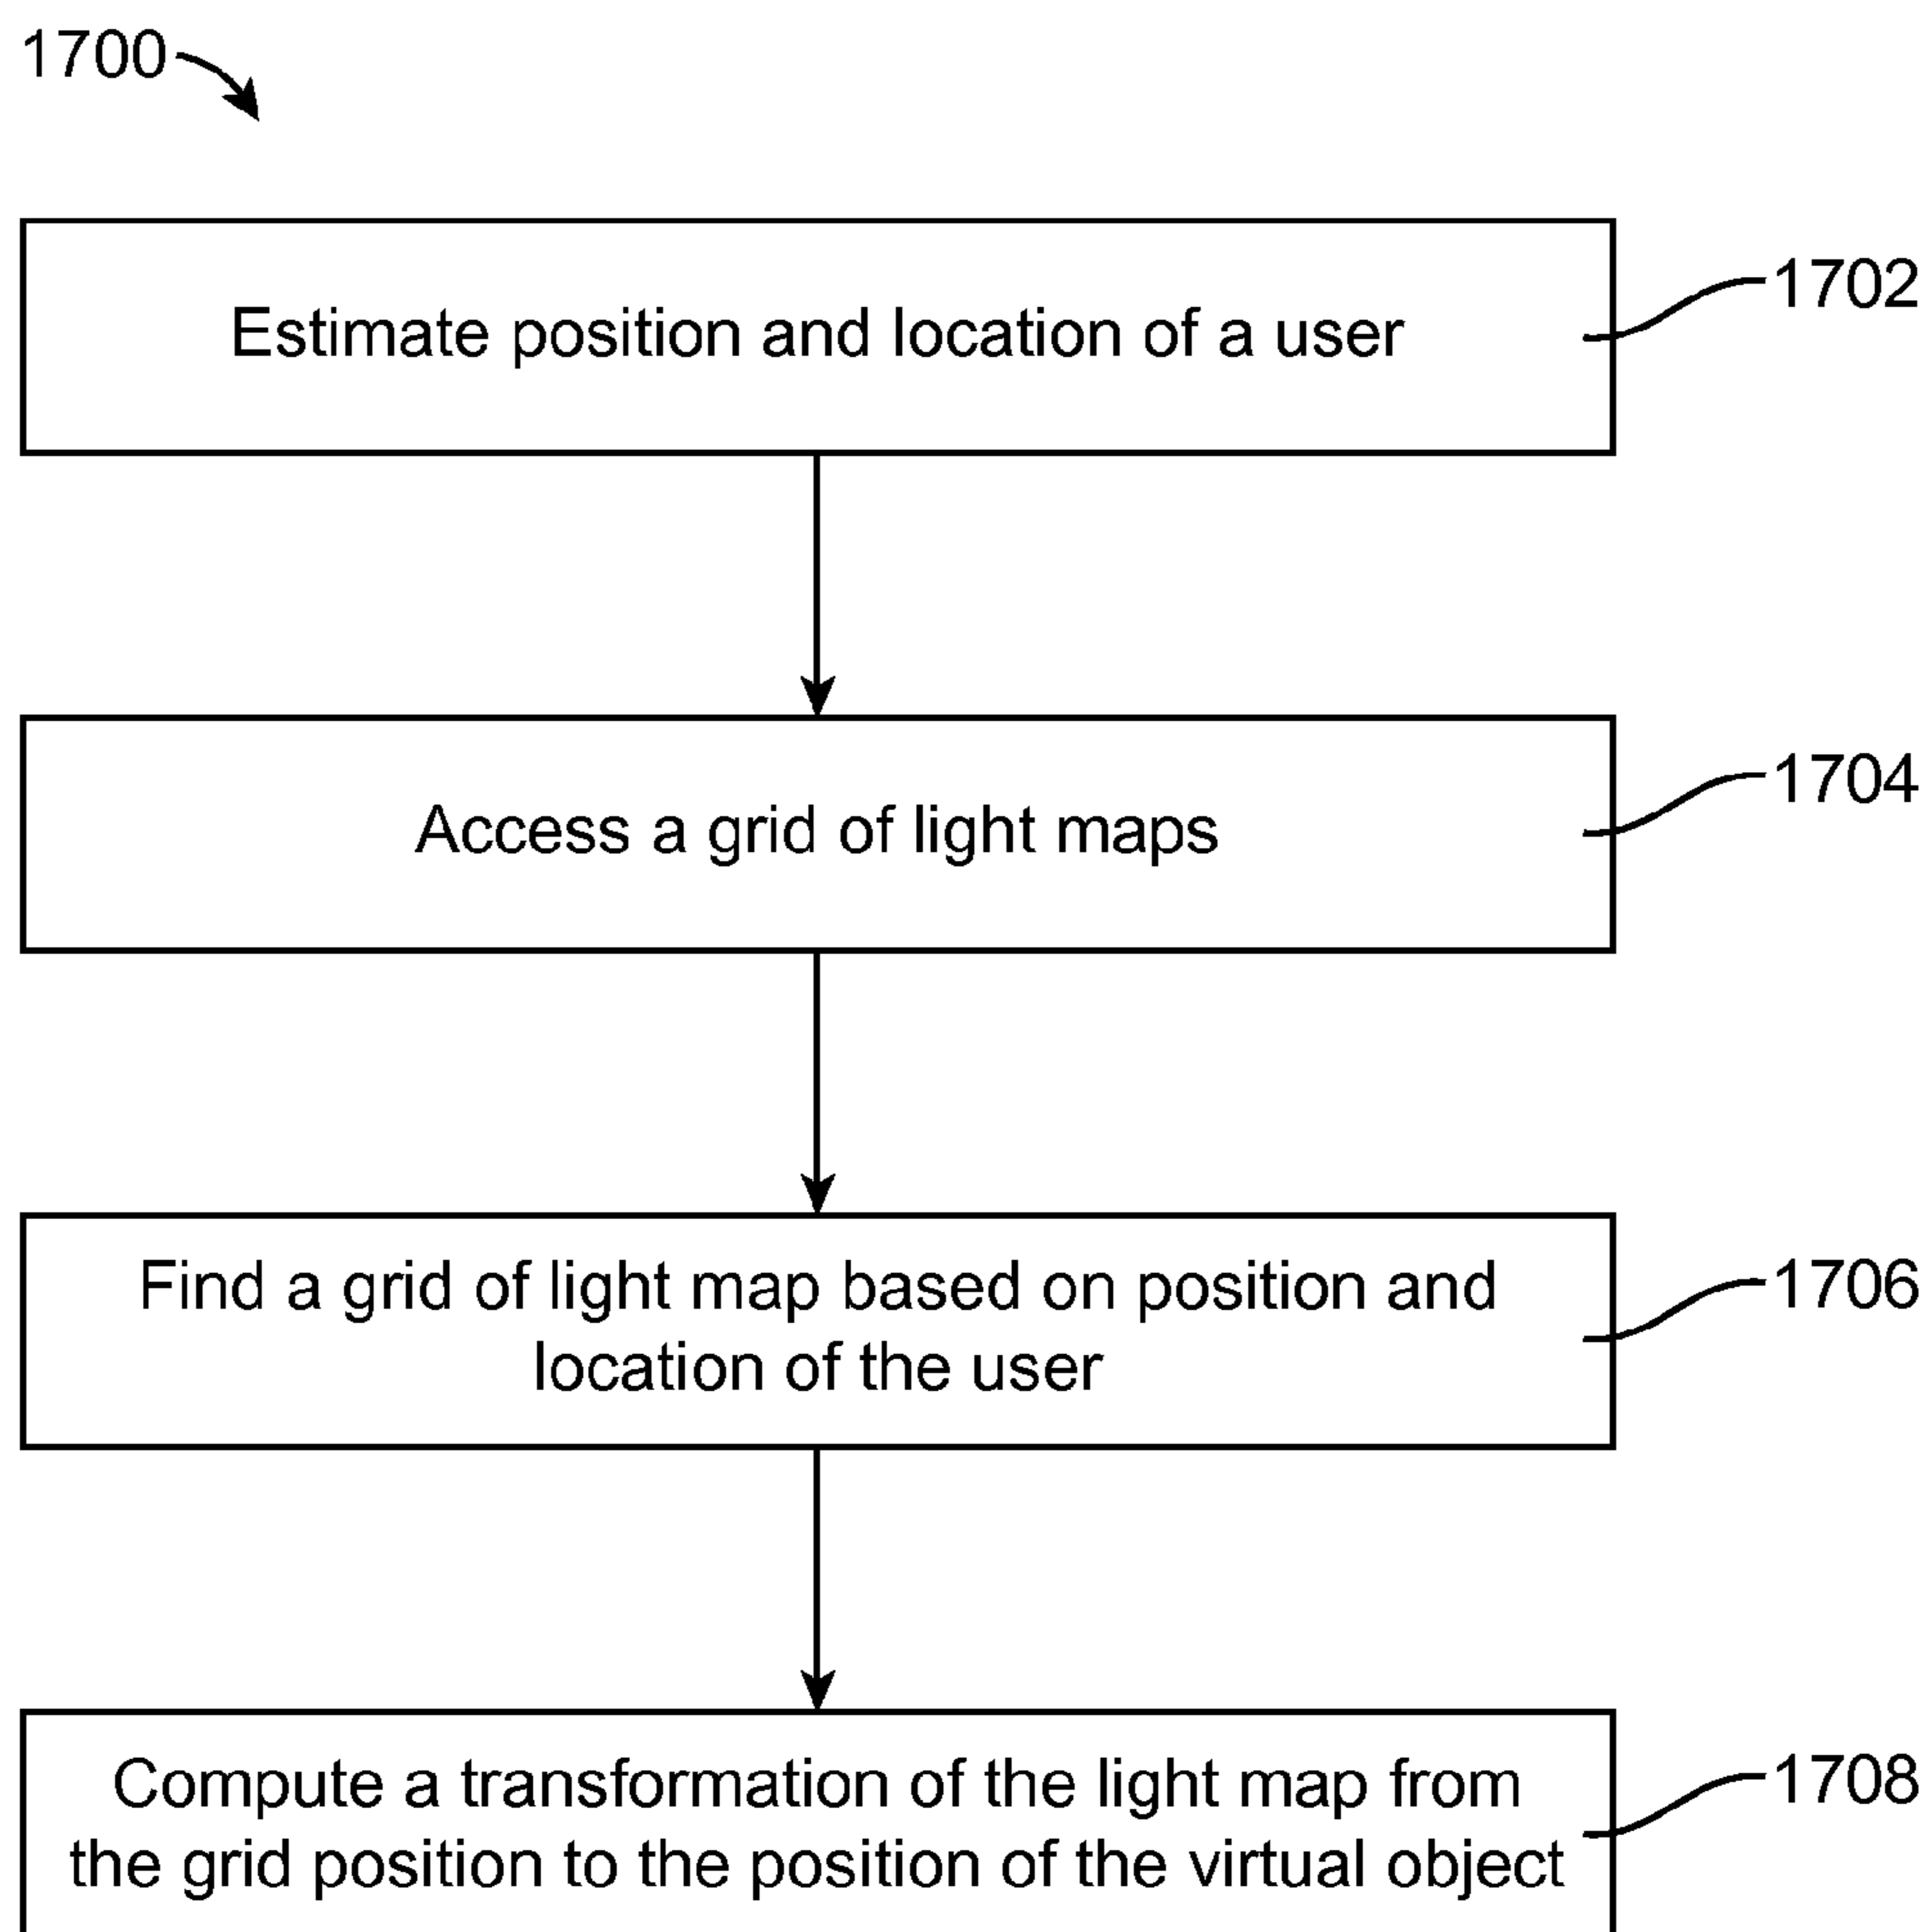 1700
Estimate position and location of a user
1702
Access a grid of light maps
1704
Find a grid of light map based on position and
location of the user
1706
Compute a transformation of the light map from
the grid position to the position of the virtual object
1708